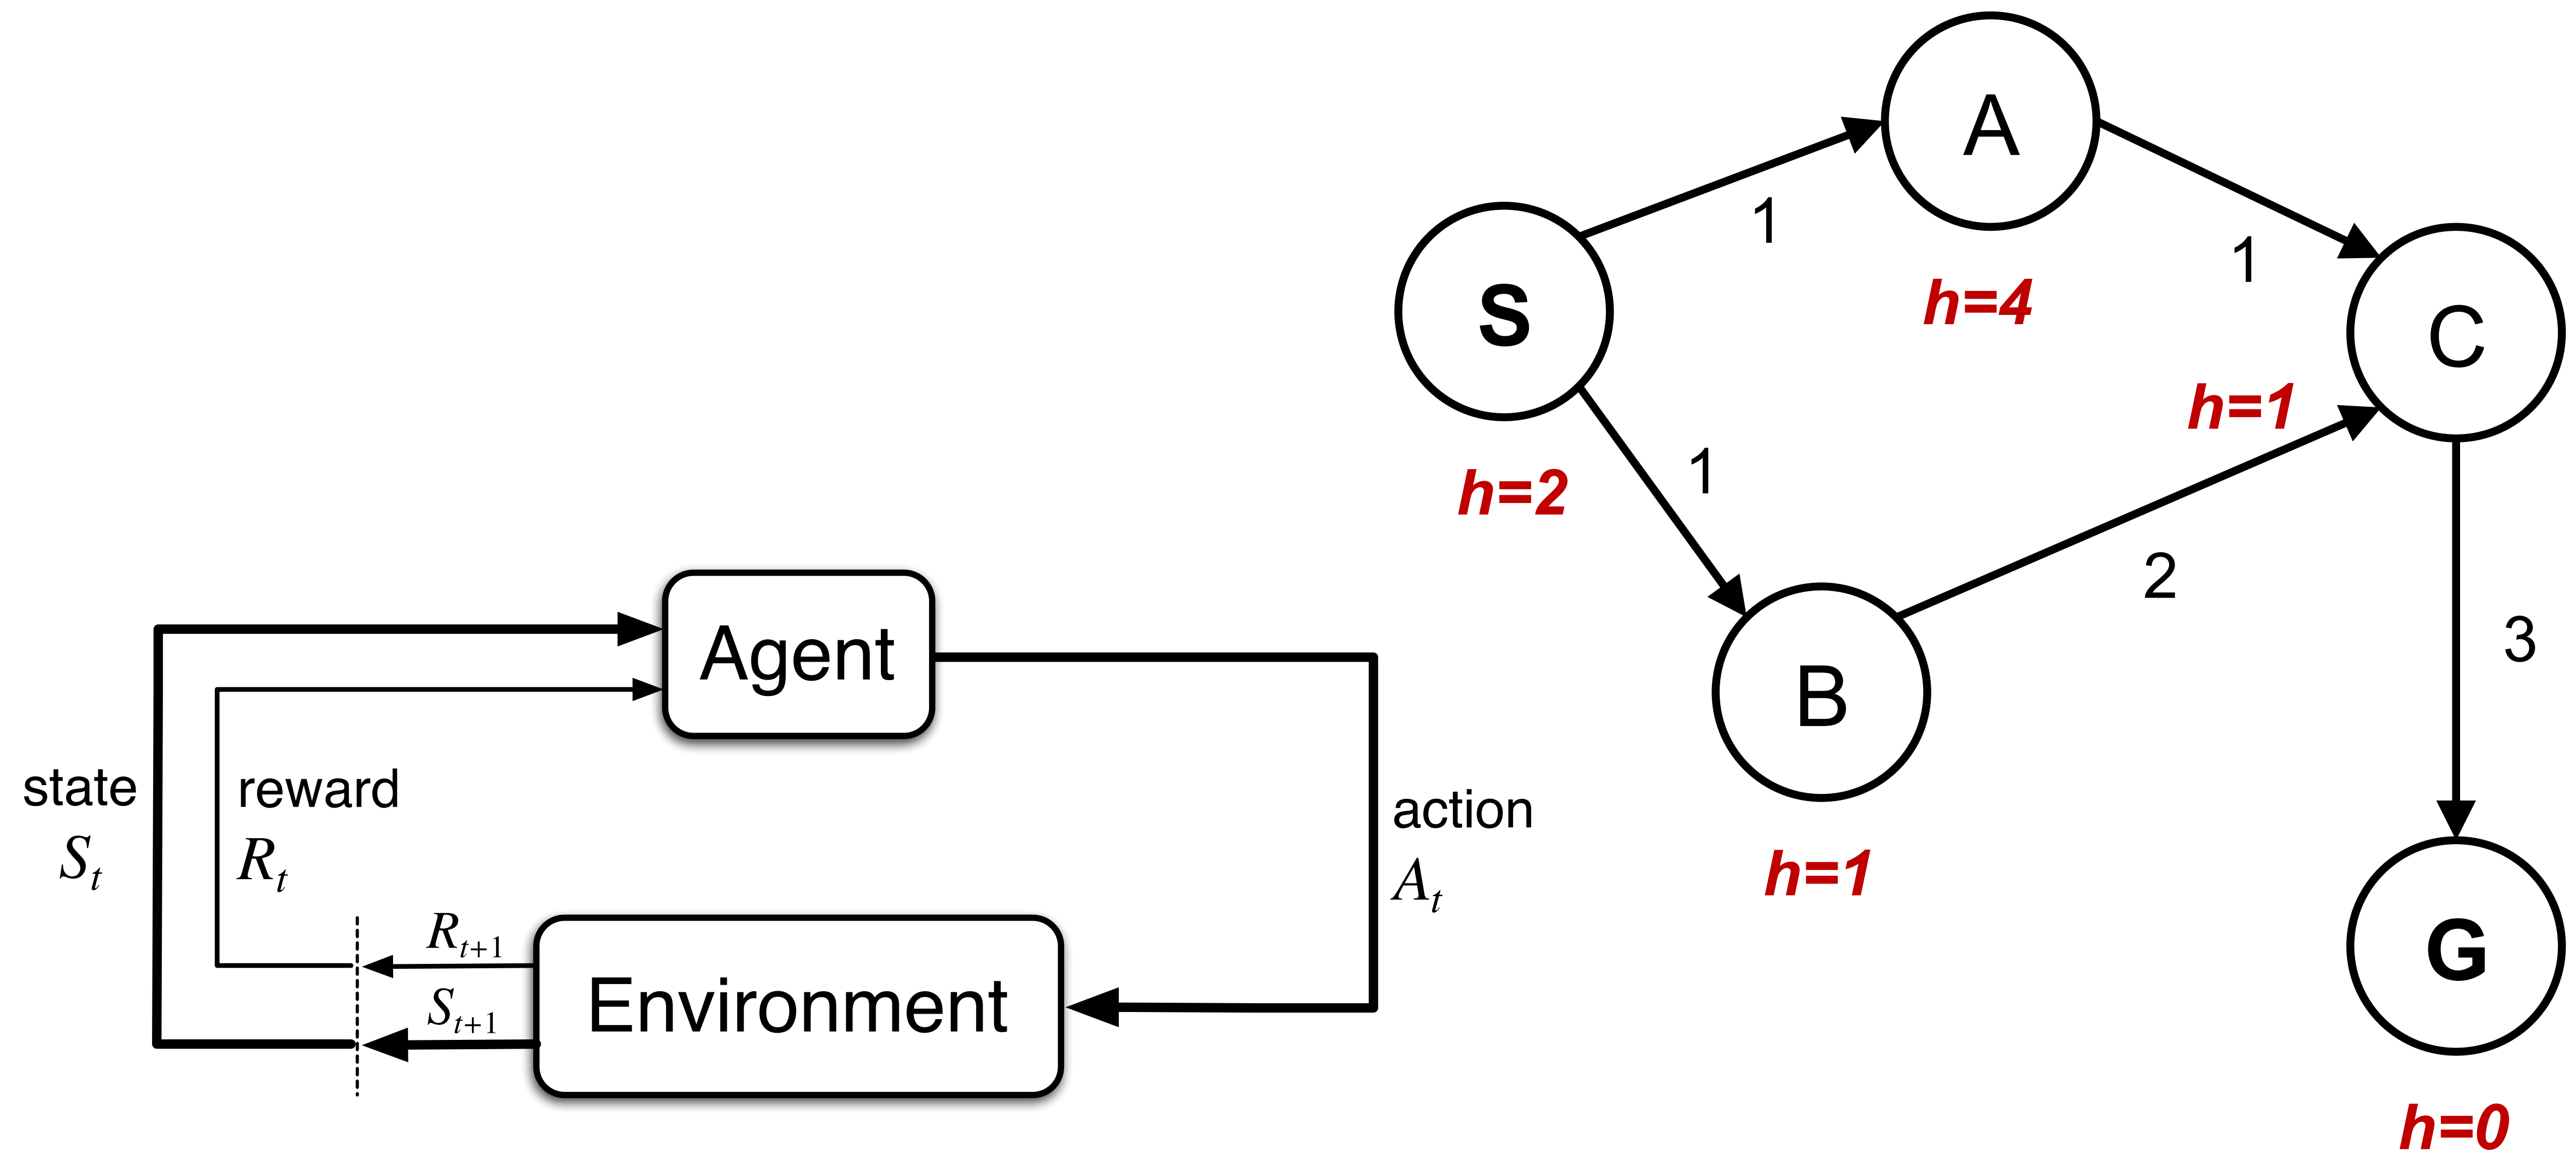 Agent
state
S_t
reward
R_t
action
A_t
R_{t+1}
S_{t+1}
Environment
A
1
1
S
h=4
C
h=1
h=2
1
2
B
3
h=1
G
h=0